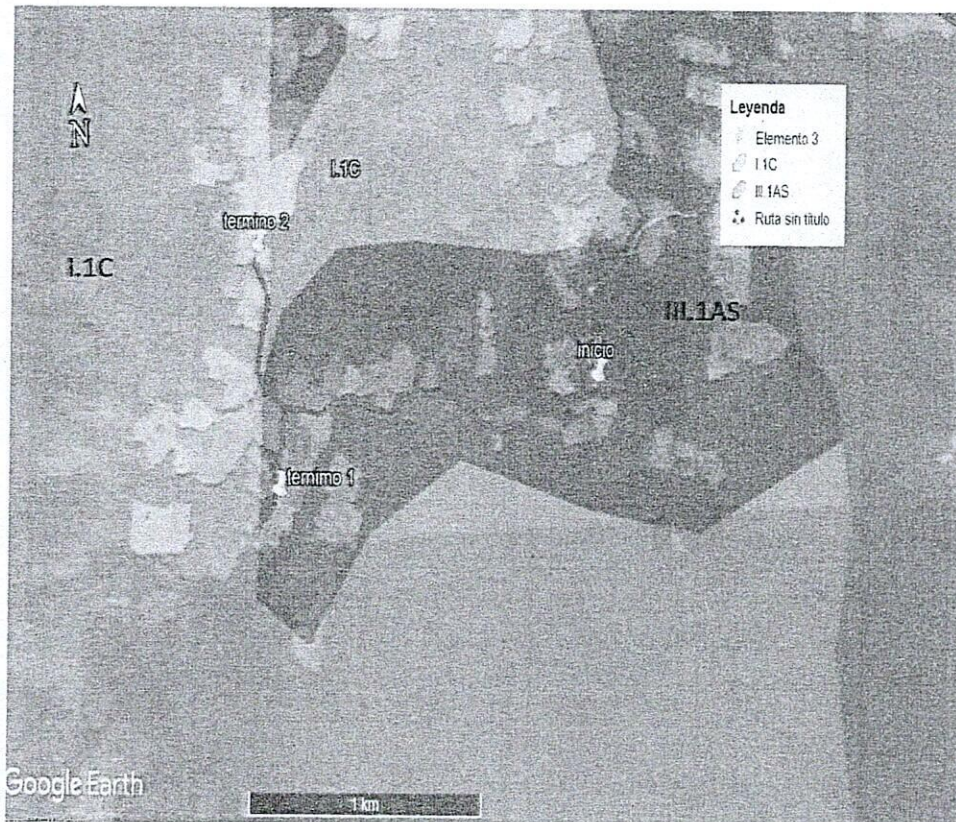 N
Leyenda
Elemento 3
I.1C
III.1AS
Ruta sin título
I.1C
termino 2
I.1C
III.1AS
inicio
temimo 1
Google Earth
1 km